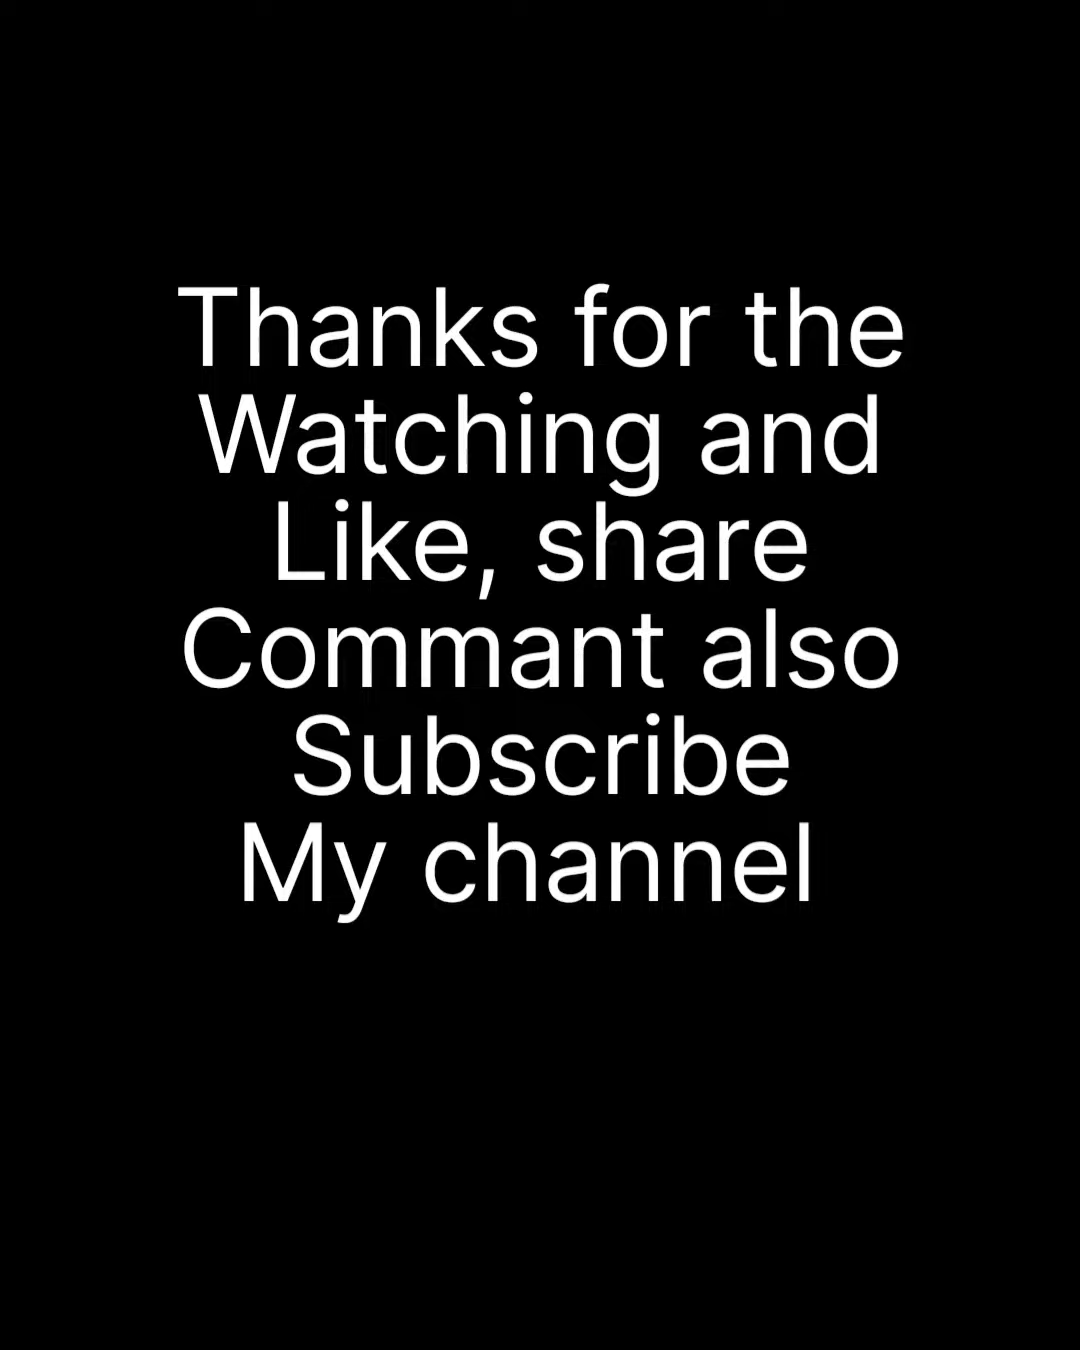 Thanks for the
Watching and
Like, share
Commant also
Subscribe
My channel